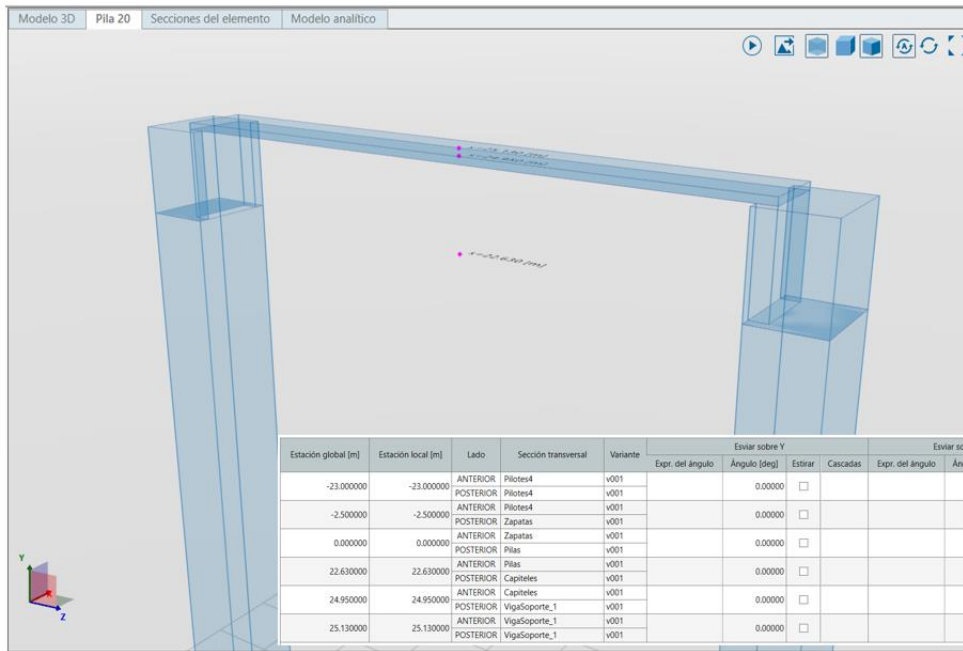 Modelo 3D Pila 20 Secciones del elemento Modelo analítico
x=22.630 [m]
Estación global [m] Estación local [m] Lado Sección transversal Variante Esviar sobre Y Esviar so
Expr. del ángulo Ángulo [deg] Estirar Cascadas Expr. del ángulo Án
-23.000000 -23.000000 ANTERIOR Pilotes4 v001 0.00000
POSTERIOR Pilotes4 v001
-2.500000 -2.500000 ANTERIOR Pilotes4 v001 0.00000
POSTERIOR Zapatas v001
0.000000 0.000000 ANTERIOR Zapatas v001 0.00000
POSTERIOR Pilas v001
22.630000 22.630000 ANTERIOR Pilas v001 0.00000
POSTERIOR Capiteles v001
24.950000 24.950000 ANTERIOR Capiteles v001 0.00000
POSTERIOR VigaSoporte_1 v001
25.130000 25.130000 ANTERIOR VigaSoporte_1 v001 0.00000
POSTERIOR VigaSoporte_1 v001
Y
X
Z